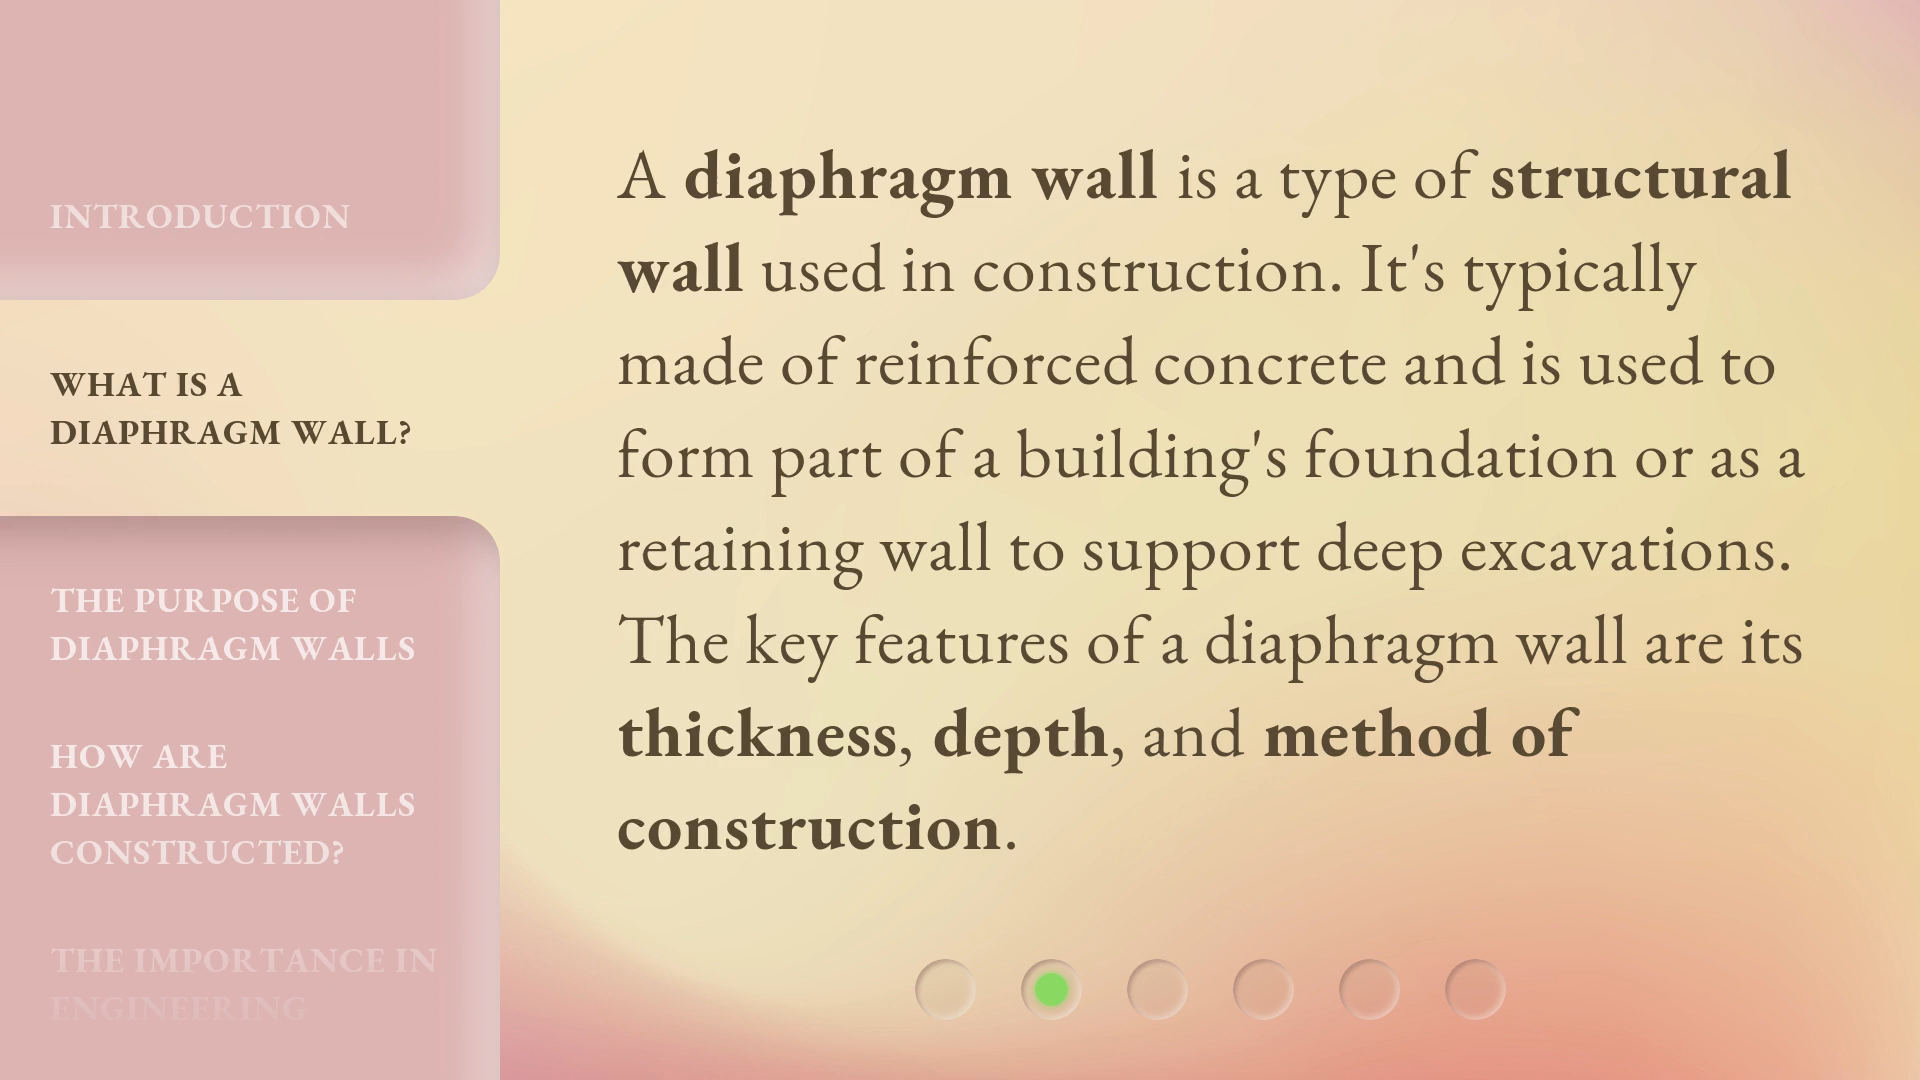 INTRODUCTION
WHAT IS A
DIAPHRAGM WALL?
THE PURPOSE OF
DIAPHRAGM WALLS
HOW ARE
DIAPHRAGM WALLS
CONSTRUCTED?
THE IMPORTANCE IN
ENGINEERING
A diaphragm wall is a type of structural
wall used in construction. It's typically
made of reinforced concrete and is used to
form part of a building's foundation or as a
retaining wall to support deep excavations.
The key features of a diaphragm wall are its
thickness, depth, and method of
construction.